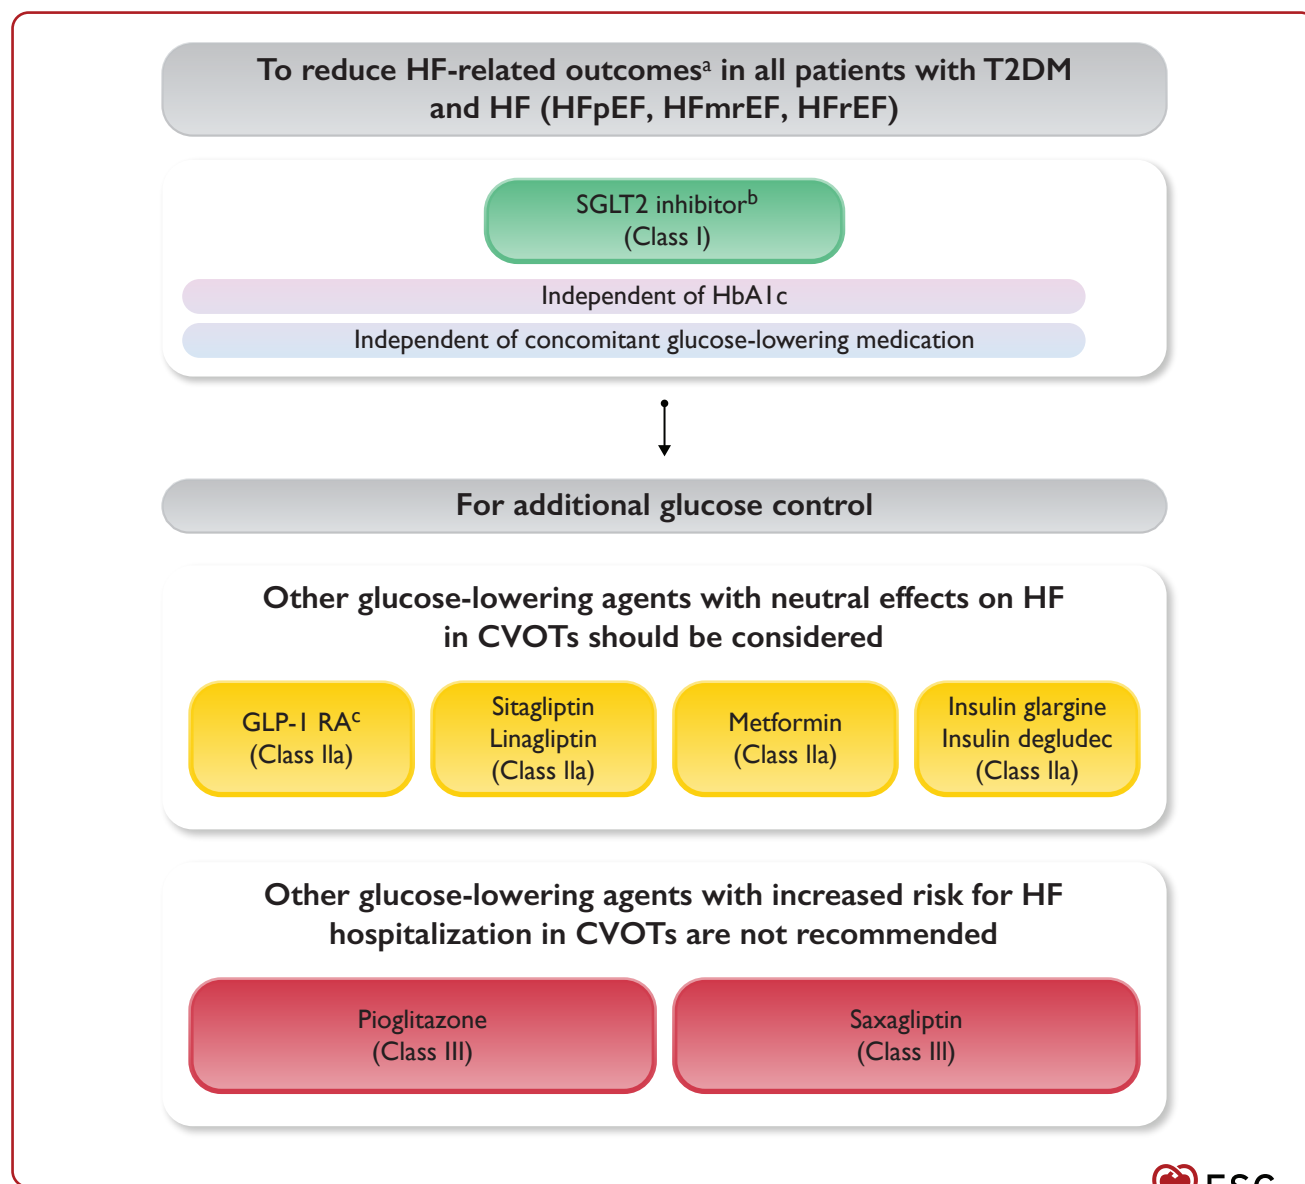 To reduce HF-related outcomesᵃ in all patients with T2DM
and HF (HFpEF, HFmrEF, HFrEF)
SGLT2 inhibitorᵇ
(Class I)
Independent of HbA1c
Independent of concomitant glucose-lowering medication
For additional glucose control
Other glucose-lowering agents with neutral effects on HF
in CVOTs should be considered
GLP-1 RAᶜ
(Class IIa)
Sitagliptin
Linagliptin
(Class IIa)
Metformin
(Class IIa)
Insulin glargine
Insulin degludec
(Class IIa)
Other glucose-lowering agents with increased risk for HF
hospitalization in CVOTs are not recommended
Pioglitazone
(Class III)
Saxagliptin
(Class III)
ESC